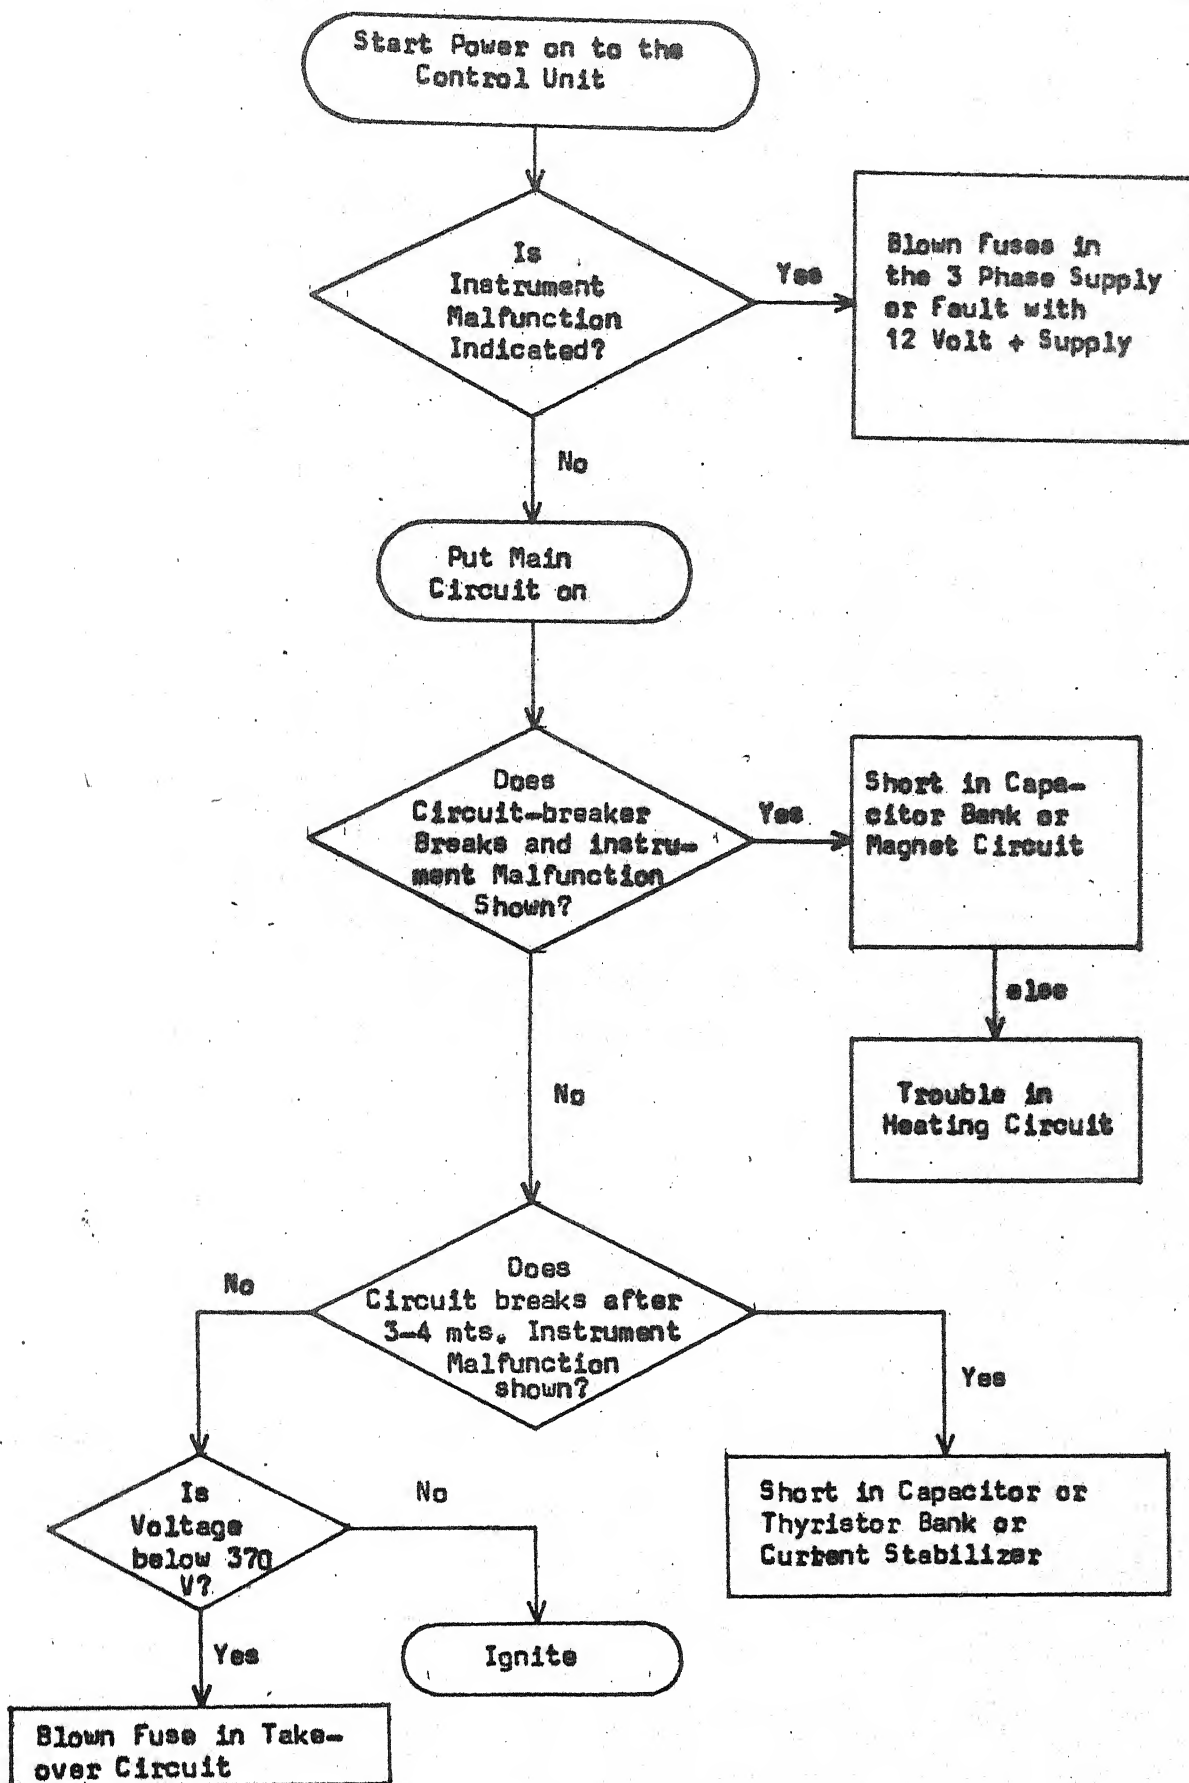 Start Power on to the
Control Unit
Is
Instrument
Malfunction
Indicated?
Yes
Blown Fuses in
the 3 Phase Supply
or Fault with
12 Volt + Supply
No
Put Main
Circuit on
Does
Circuit-breaker
Breaks and instru-
ment Malfunction
Shown?
Yes
Short in Capa-
citor Bank or
Magnet Circuit
else
Trouble in
Heating Circuit
No
Does
Circuit breaks after
3-4 mts. Instrument
Malfunction
shown?
No
Yes
Is
Voltage
below 370
V?
No
Short in Capacitor or
Thyristor Bank or
Current Stabilizer
Ignite
Yes
Blown Fuse in Take-
over Circuit